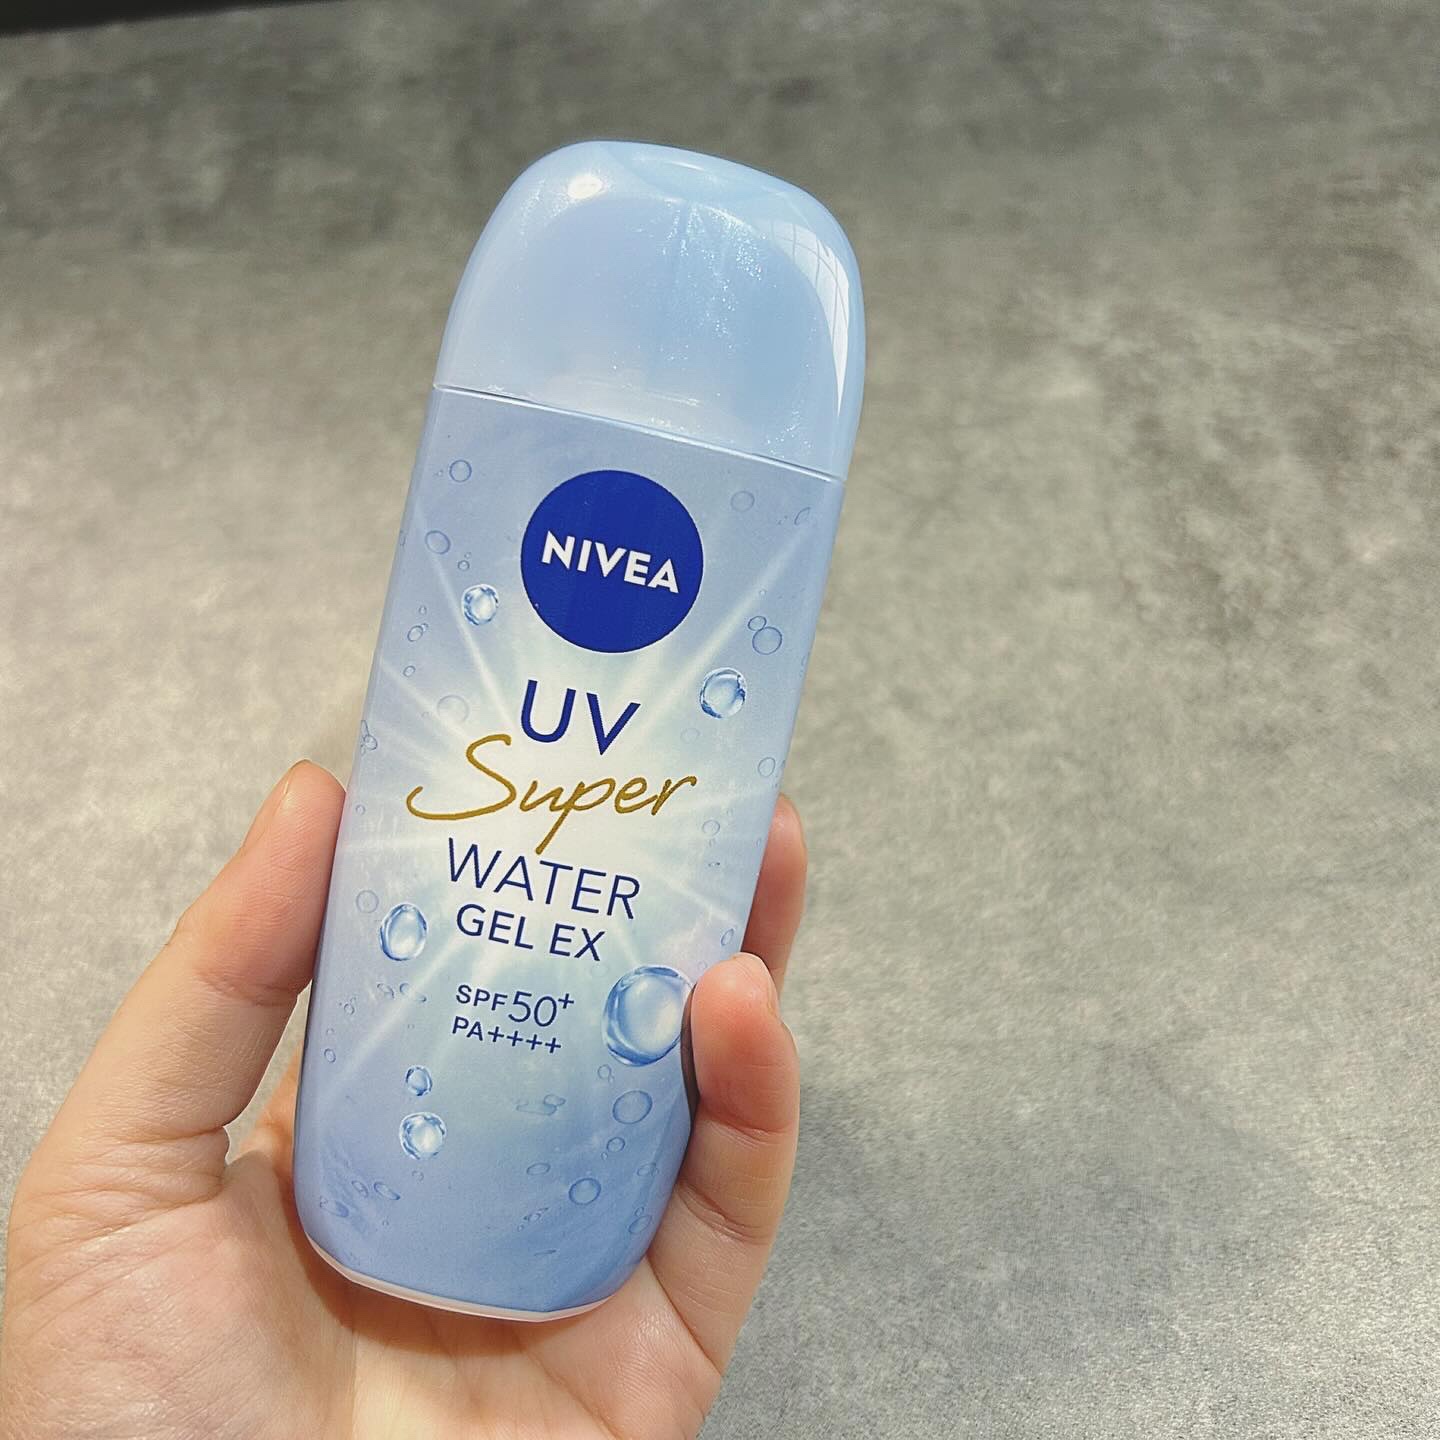 NIVEA
UV
Super
WATER
GEL EX
SPF50+
PA++++